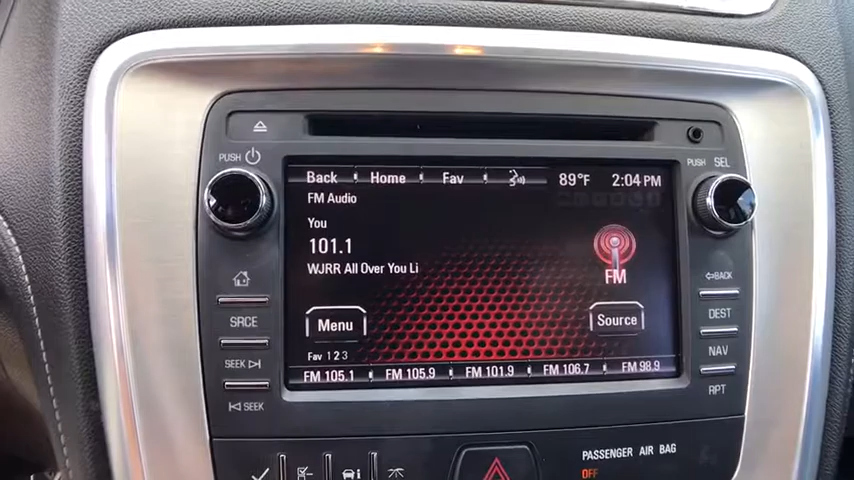 PUSH
PUSH SEL
Back Home Fav 89°F 2:04 PM
FM Audio
You
101.1
WJRR All Over You Li
FM
Menu
Source
Fav 1 2 3
FM 105.1 FM 105.9 FM 101.9 FM 106.7 FM 98.9
SRCE
SEEK
SEEK
BACK
DEST
NAV
RPT
PASSENGER AIR BAG
OFF